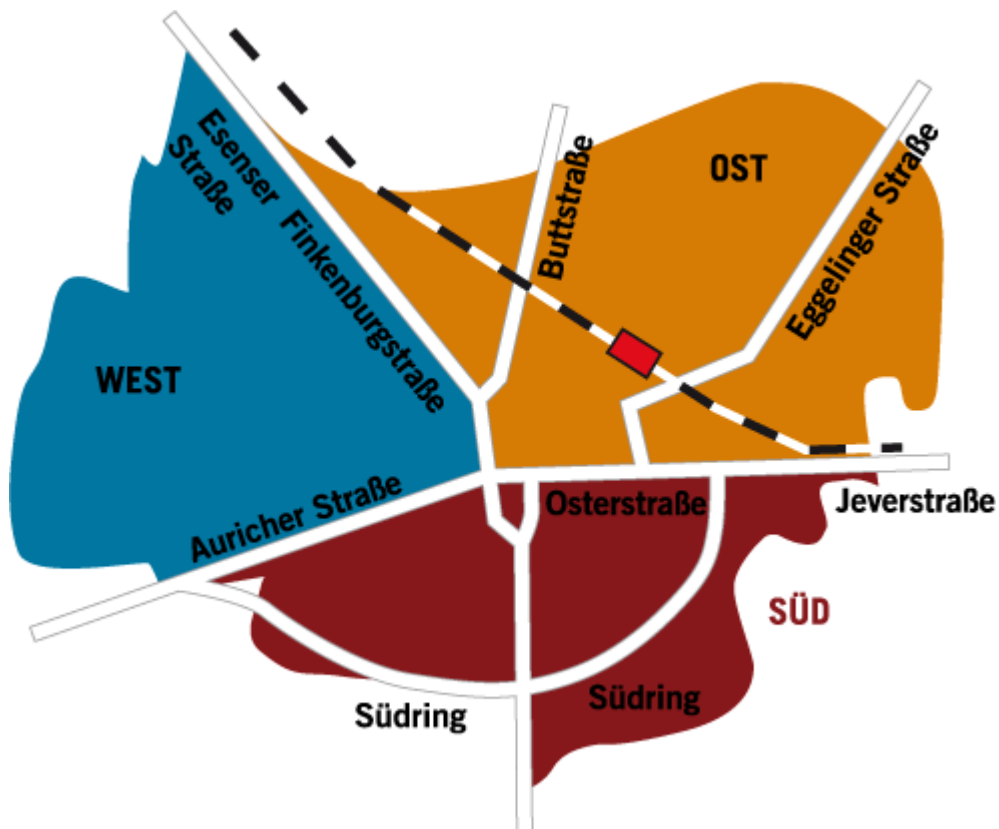 Esenser
Straße
Finkenburgstraße
Buttstraße
OST
Eggelinger Straße
WEST
Auricher Straße
Osterstraße
Jeverstraße
SÜD
Südring
Südring